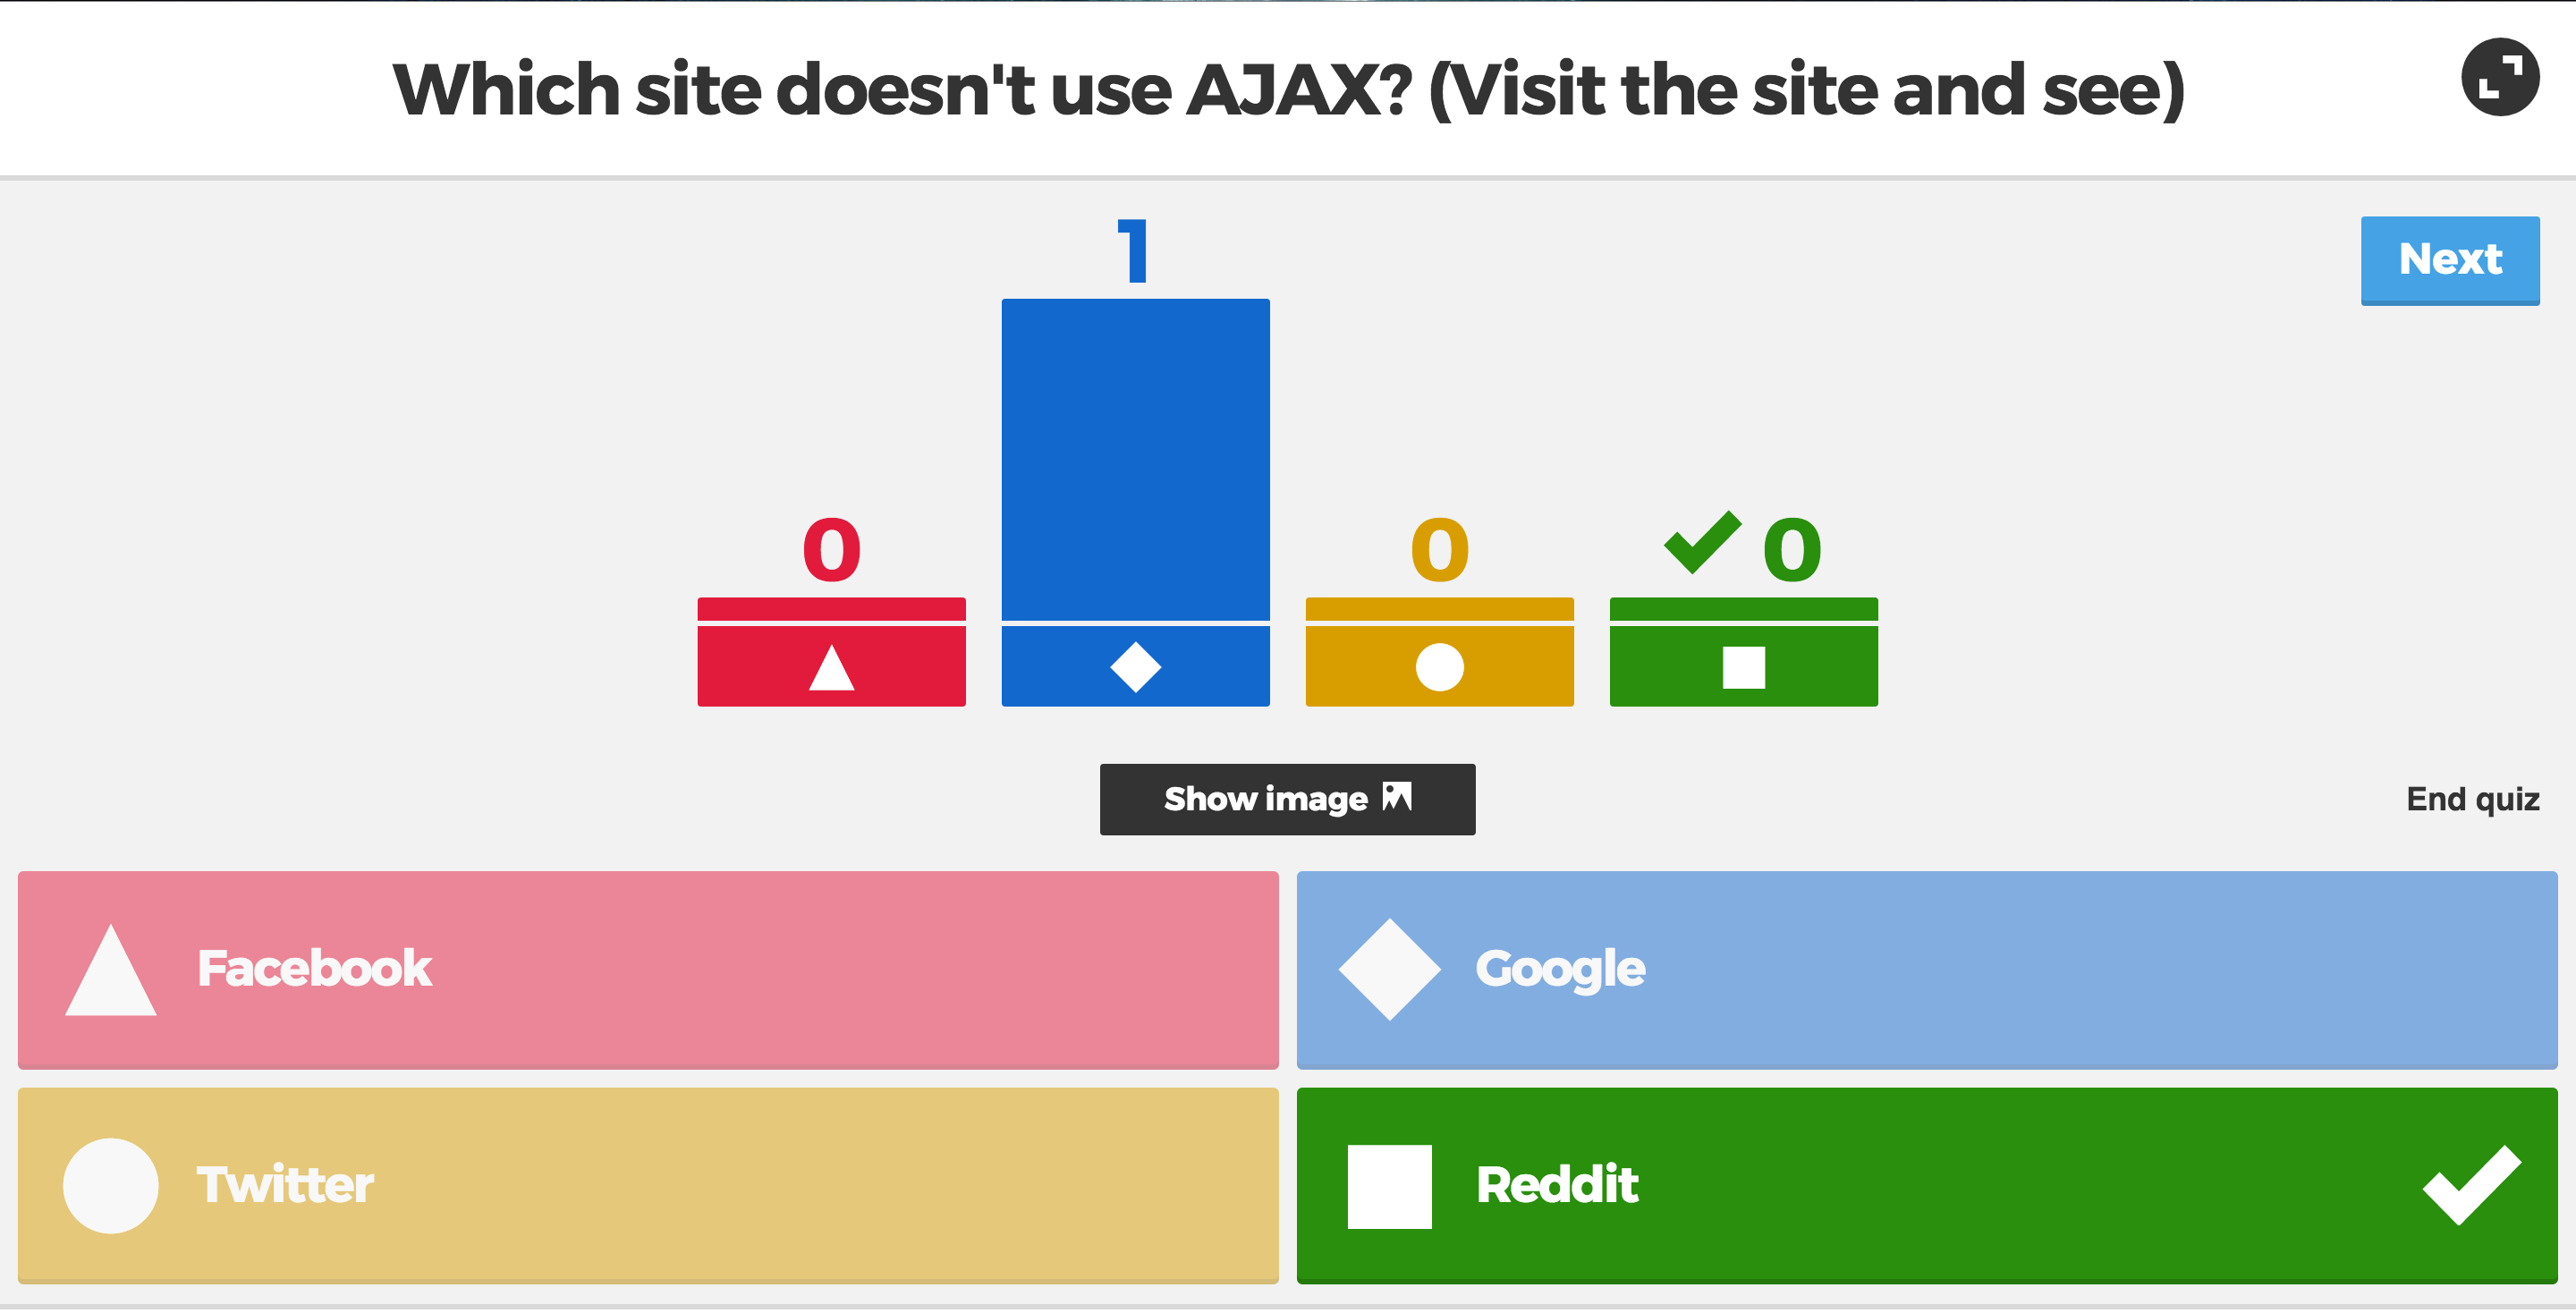 Which site doesn't use AJAX? (Visit the site and see)
1
Next
0
0
0
Show image
End quiz
Facebook
Google
Twitter
Reddit